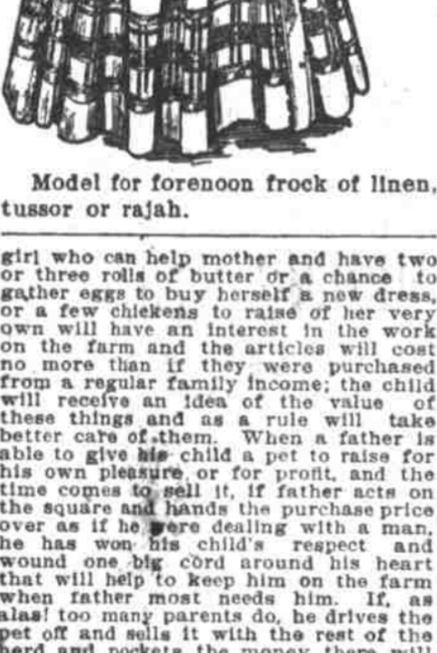 Model for forenoon frock of linen,
tussor or rajah.
girl who can help mother and have two
or three rolls of butter or a chance to
gather eggs to buy herself a new dress,
or a few chickens to raise of her very
own will have an interest in the work
on the farm and the articles will cost
no more than if they were purchased
from a regular family income; the child
will receive an idea of the value of
these things and as a rule will take
better care of them. When a father is
able to give his child a pet to raise for
his own pleasure or for profit, and the
time comes to sell it, if father acts on
the square and hands the purchase price
over as if he were dealing with a man,
he has won his child's respect and
wound one big cord around his heart
that will help to keep him on the farm
when father most needs him. If, as
alas! too many parents do, he drives the
pet off and sells it with the rest of the
herd and pockets the money there will